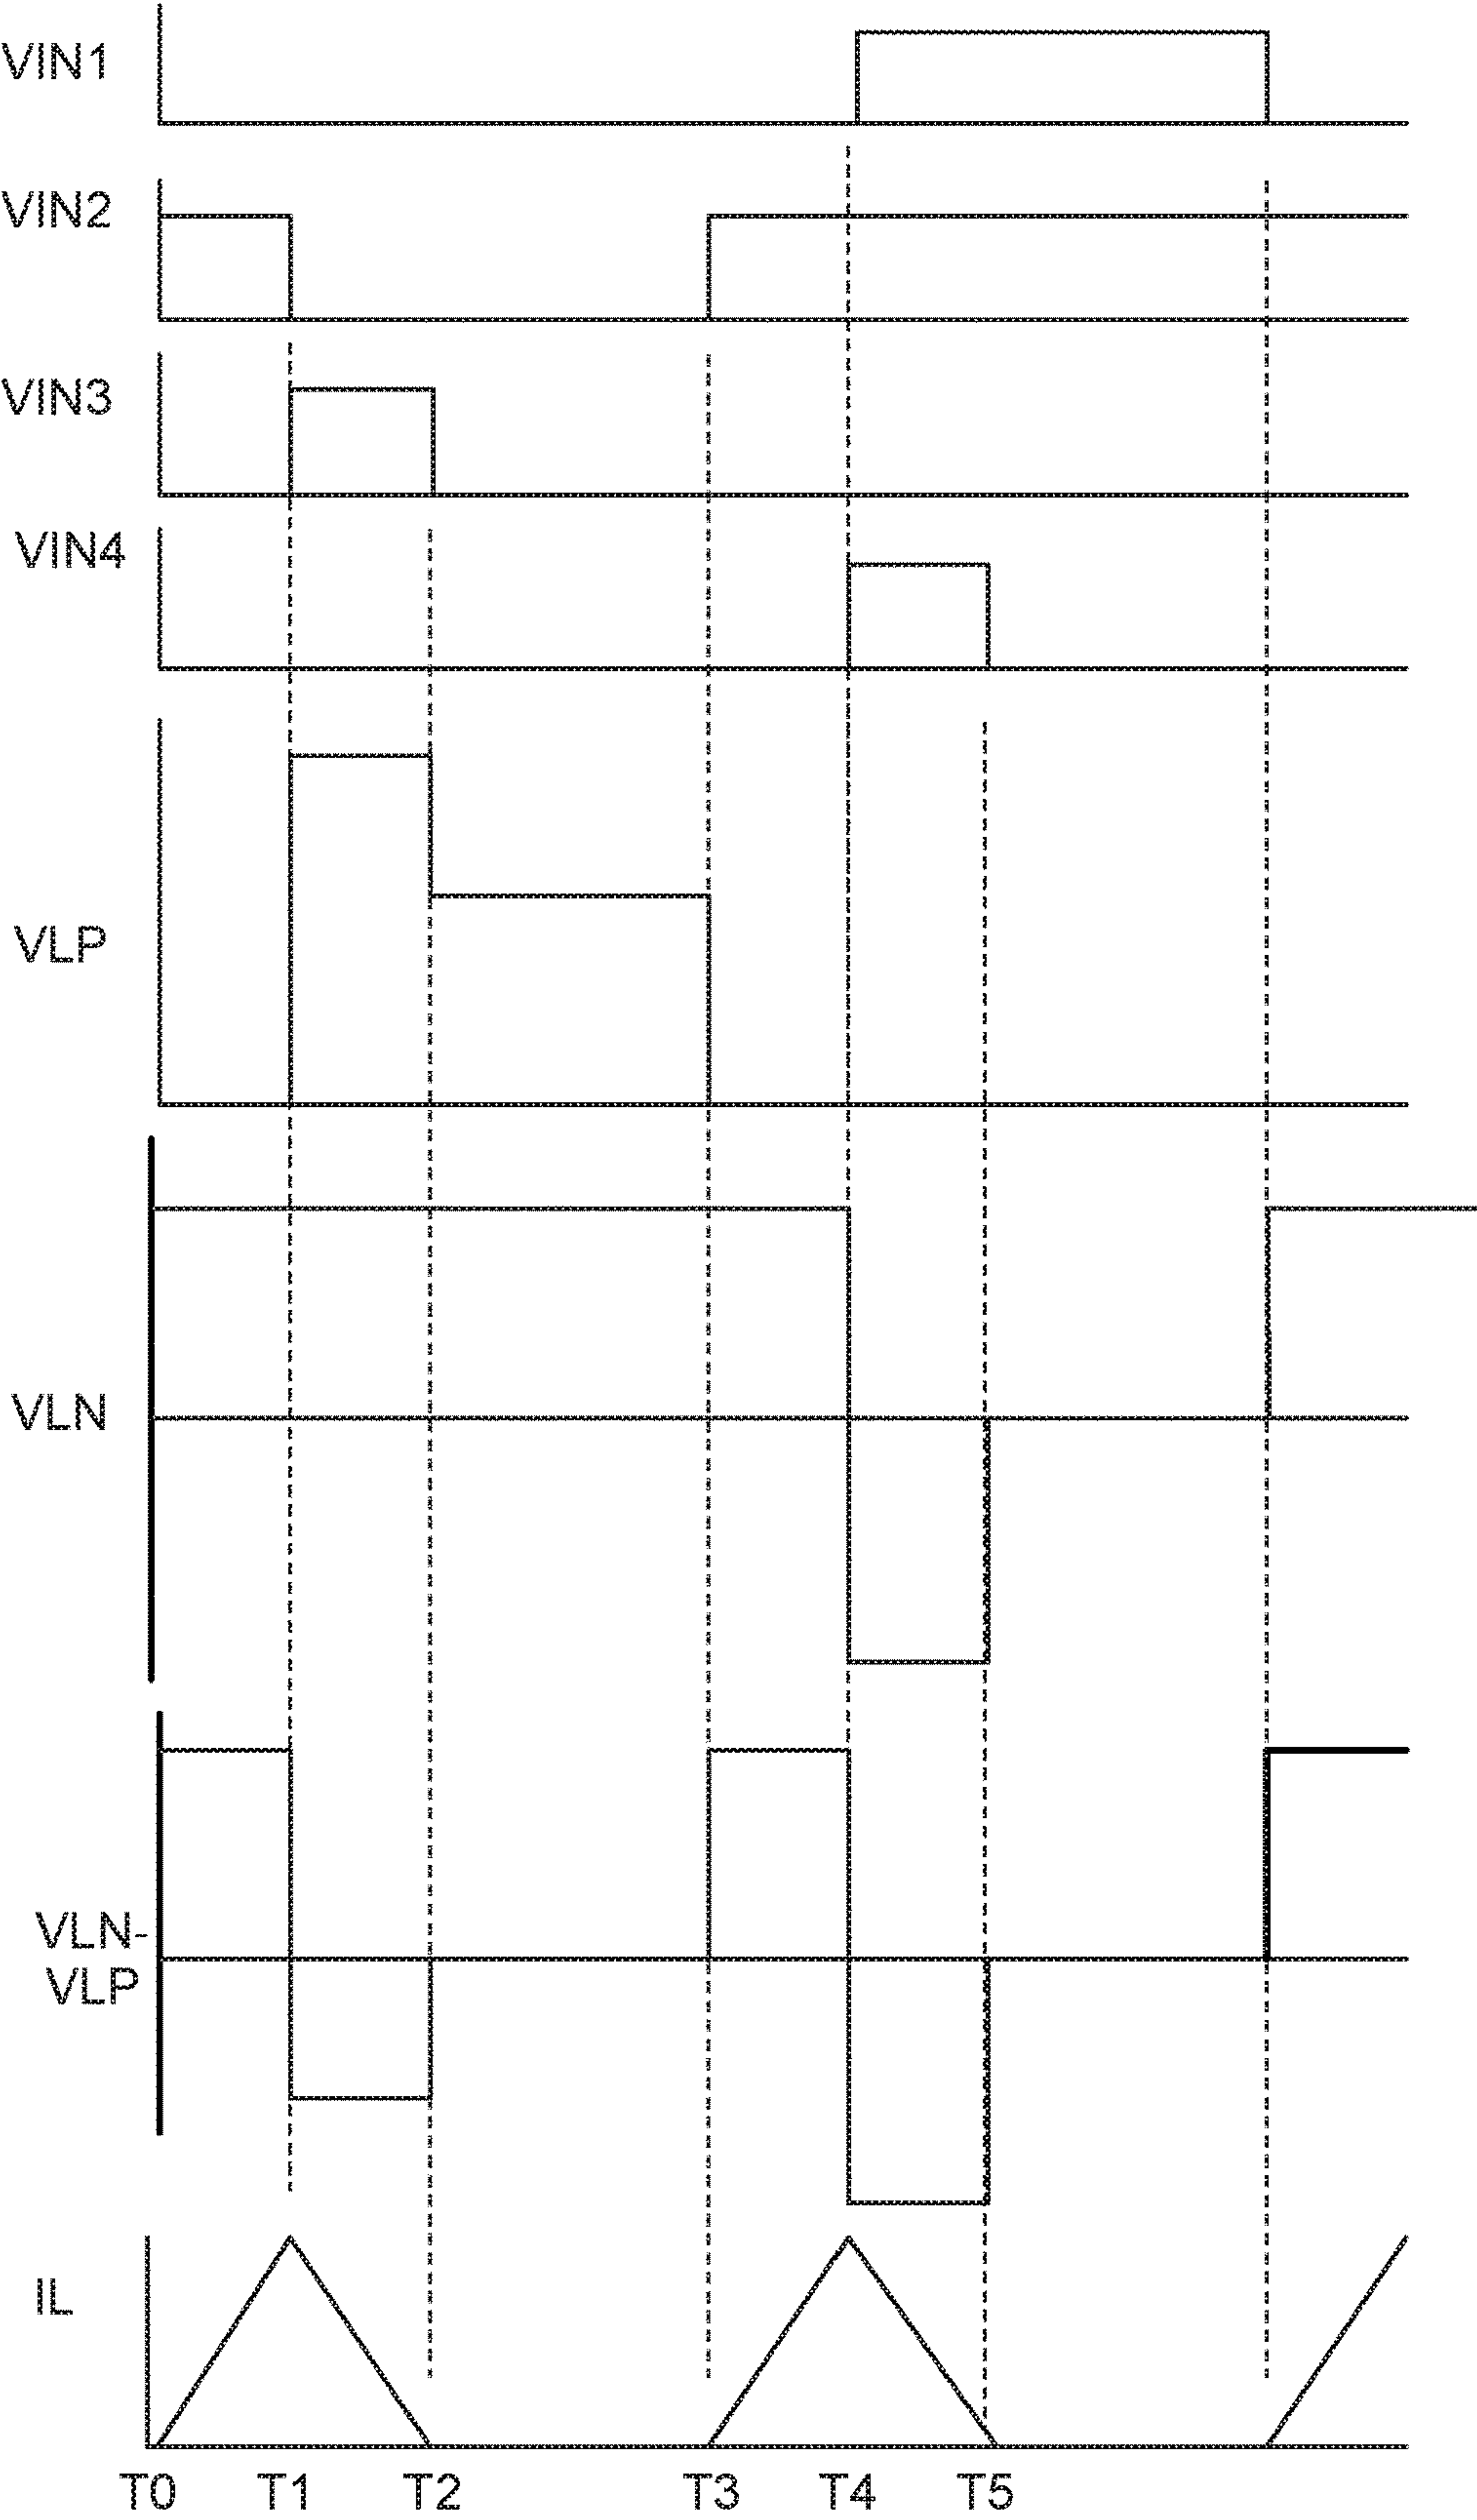 VIN1
VIN2
VIN3
VIN4
VLP
VLN
VLN-
VLP
IL
T0 T1 T2 T3 T4 T5